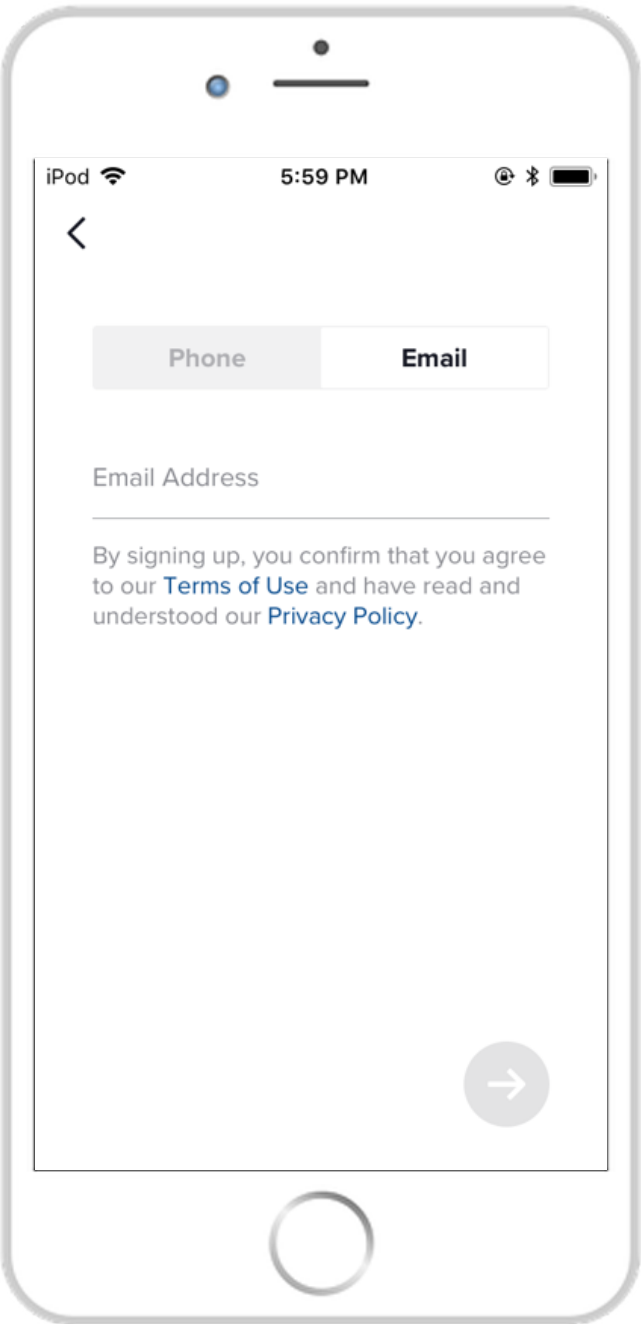 iPod 5:59 PM
Phone Email
Email Address
By signing up, you confirm that you agree
to our Terms of Use and have read and
understood our Privacy Policy.